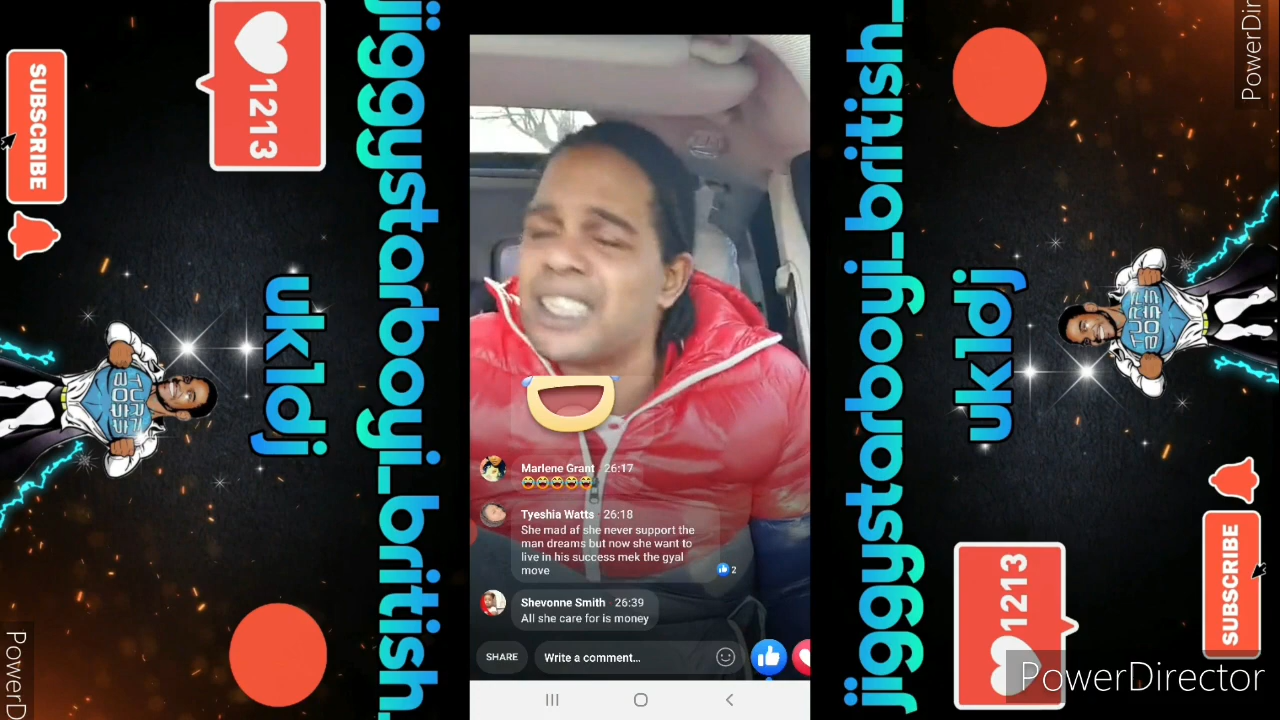 SUBSCRIBE
1213
uk1dj
TURF
BOSS
jiggystarboyi_british_
Marlene Grant 26:17
Tyeshia Watts 26:18
She mad af she never support the
man dreams but now she want to
live in his success mek the gyal
move
2
Shevonne Smith 26:39
All she care for is money
SHARE
Write a comment...
jiggystarboyi_british_
uk1dj
TURF
BOSS
1213
SUBSCRIBE
PowerDir
PowerD
PowerDirector